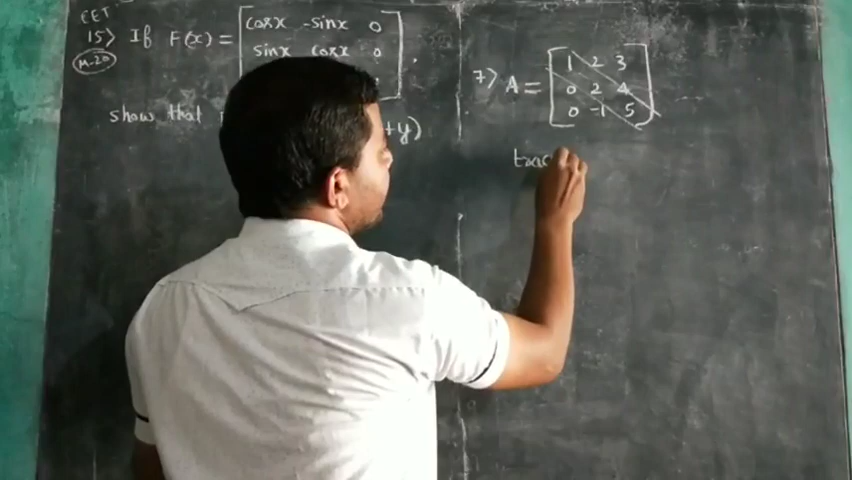 CET
15) If F(x) = [cosx -sinx 0
M-20
sinx cosx 0
show that
+y)
7) A = [1 2 3
0 2 4
0 -1 5]
trac